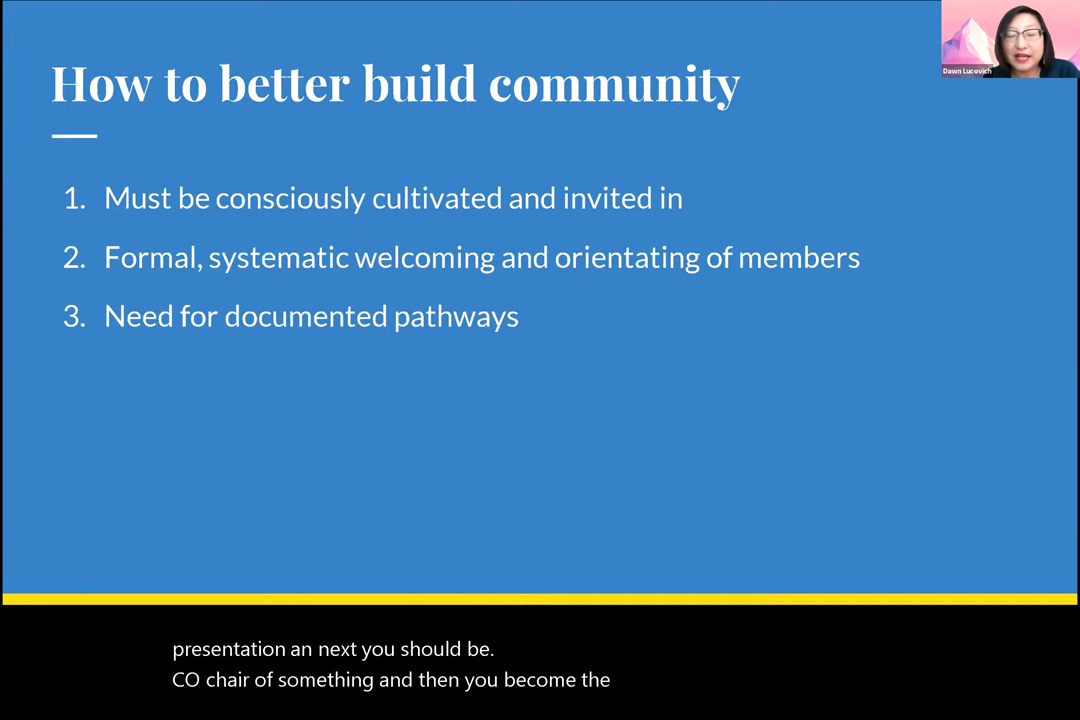 How to better build community
1. Must be consciously cultivated and invited in
2. Formal, systematic welcoming and orientating of members
3. Need for documented pathways
Dawn Lucovich
presentation an next you should be.
CO chair of something and then you become the